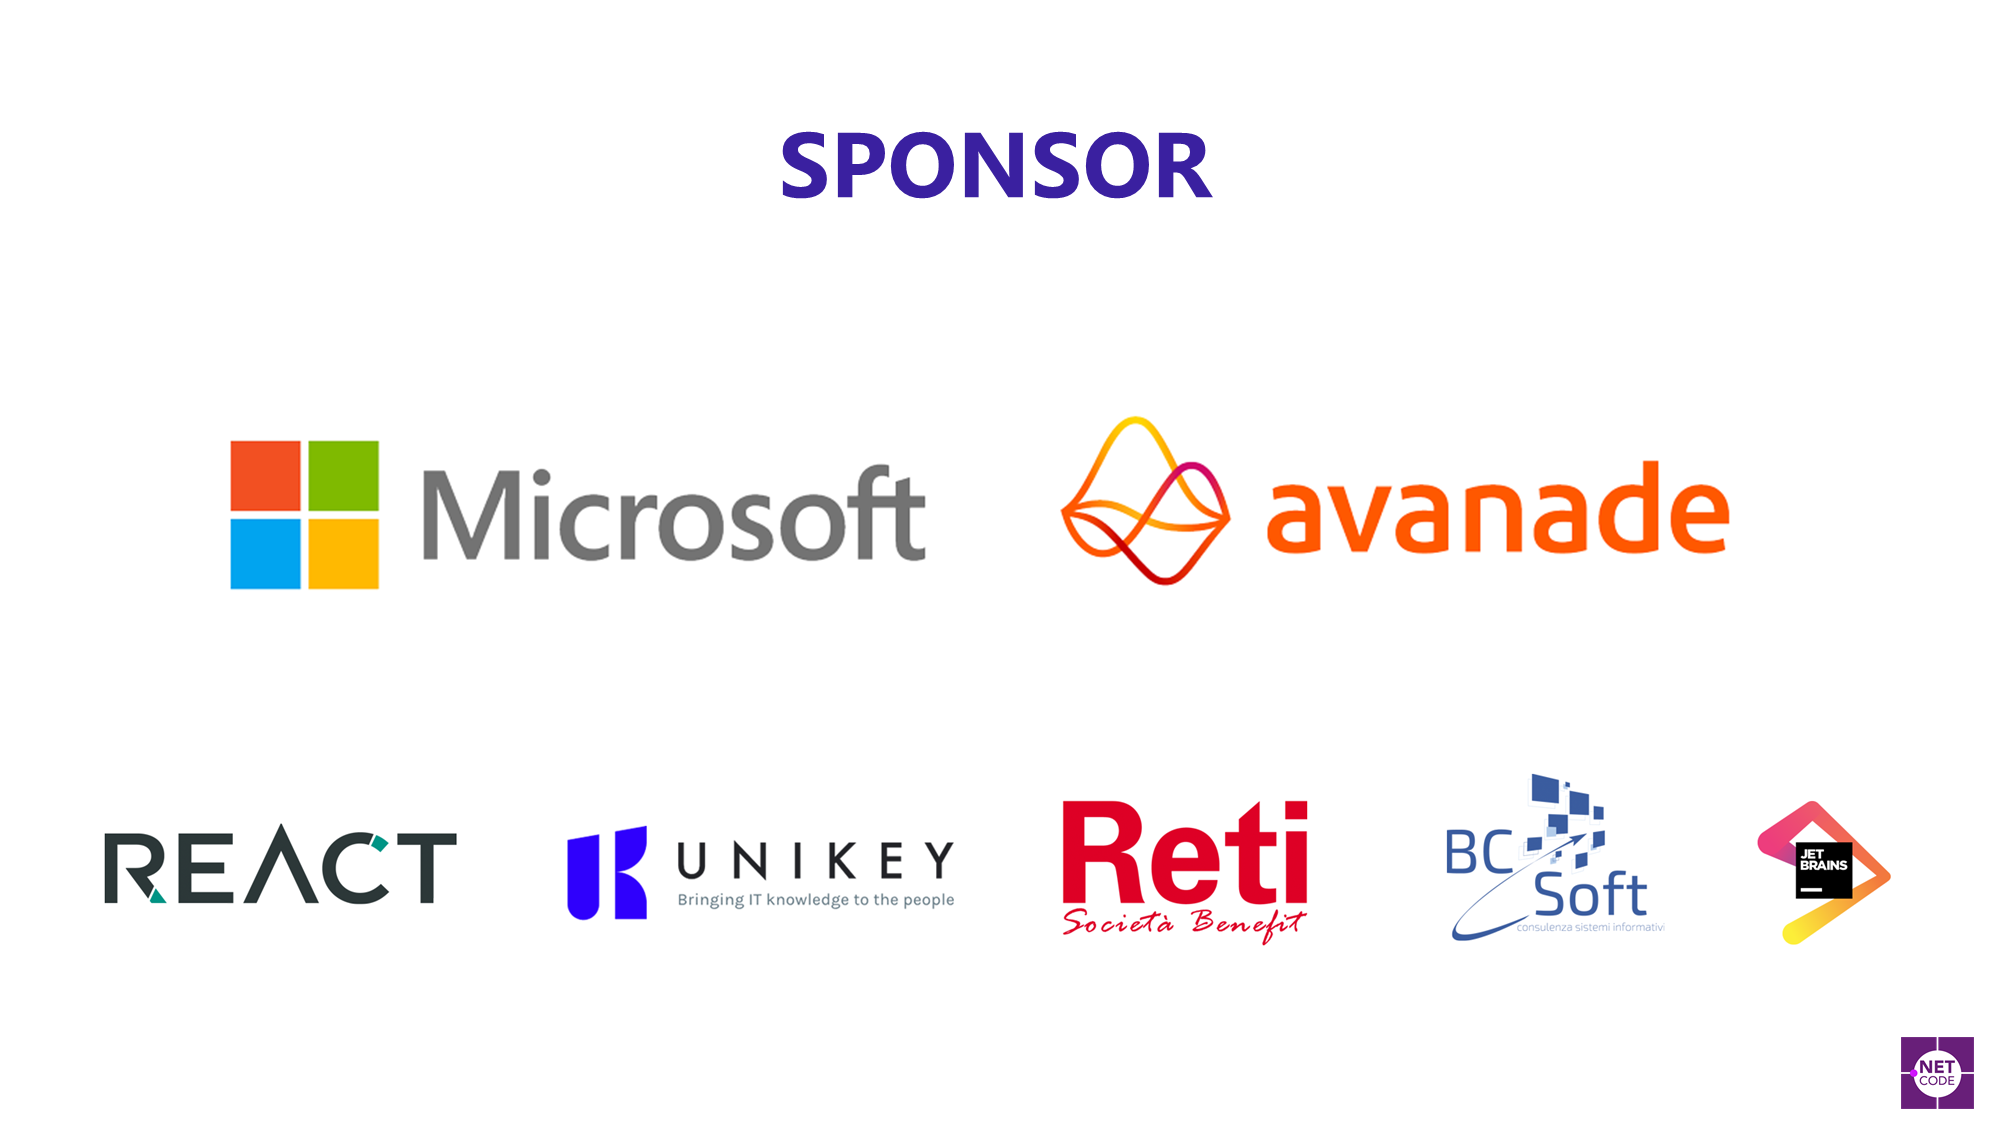 SPONSOR
Microsoft
avanade
REACT
UNIKEY
Bringing IT knowledge to the people
Reti
Società Benefit
BC
Soft
consulenza sistemi informativi
JET
BRAINS
.NET
CODE